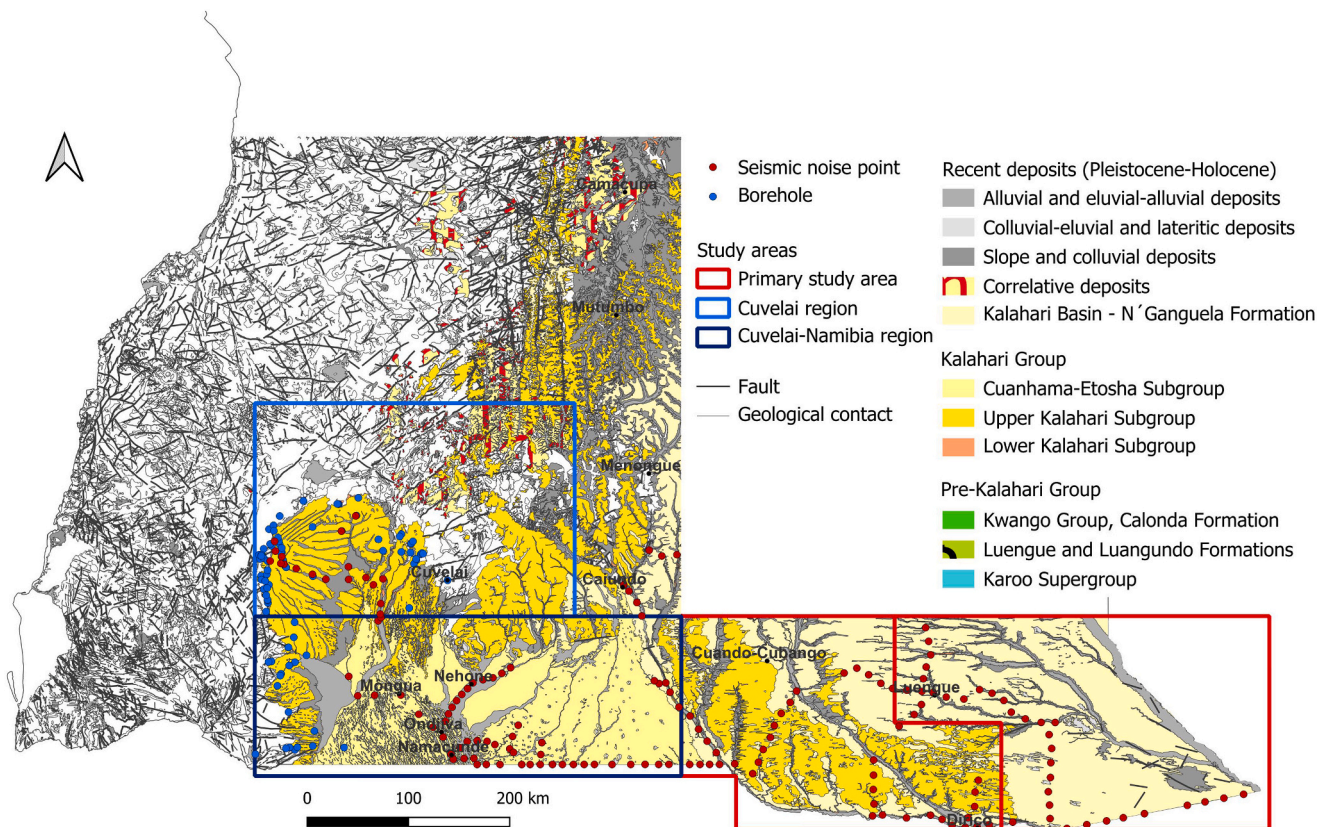 Seismic noise point
Borehole
Study areas
Primary study area
Cuvelai region
Cuvelai-Namibia region
Fault
Geological contact
Recent deposits (Pleistocene-Holocene)
Alluvial and eluvial-alluvial deposits
Colluvial-eluvial and lateritic deposits
Slope and colluvial deposits
Correlative deposits
Kalahari Basin - N´Ganguela Formation
Kalahari Group
Cuanhama-Etosha Subgroup
Upper Kalahari Subgroup
Lower Kalahari Subgroup
Pre-Kalahari Group
Kwango Group, Calonda Formation
Luengue and Luangundo Formations
Karoo Supergroup
Camacupa
Mutumbo
Menongue
Cuvelai
Caiundo
Cuando-Cubango
Nehone
Mongua
Luengue
Ondjiva
Namacunde
Dirico
0 100 200 km